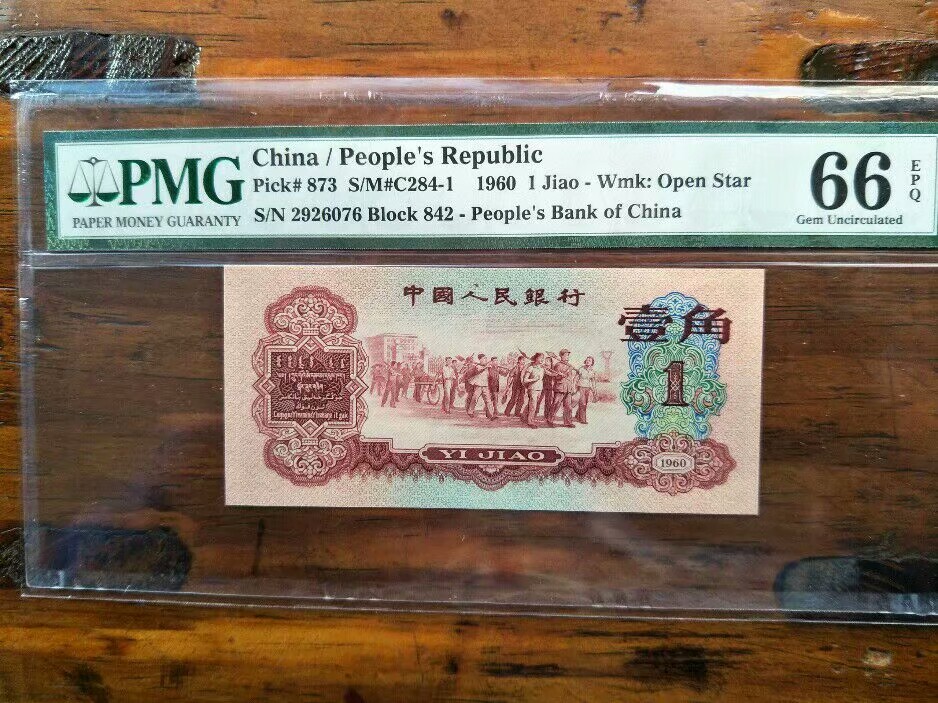 PMG
PAPER MONEY GUARANTY
China / People's Republic
Pick# 873 S/M#C284-1 1960 1 Jiao - Wmk: Open Star
S/N 2926076 Block 842 - People's Bank of China
66 EPQ
Gem Uncirculated
中國人民銀行
壹角
1
YI JIAO
1960